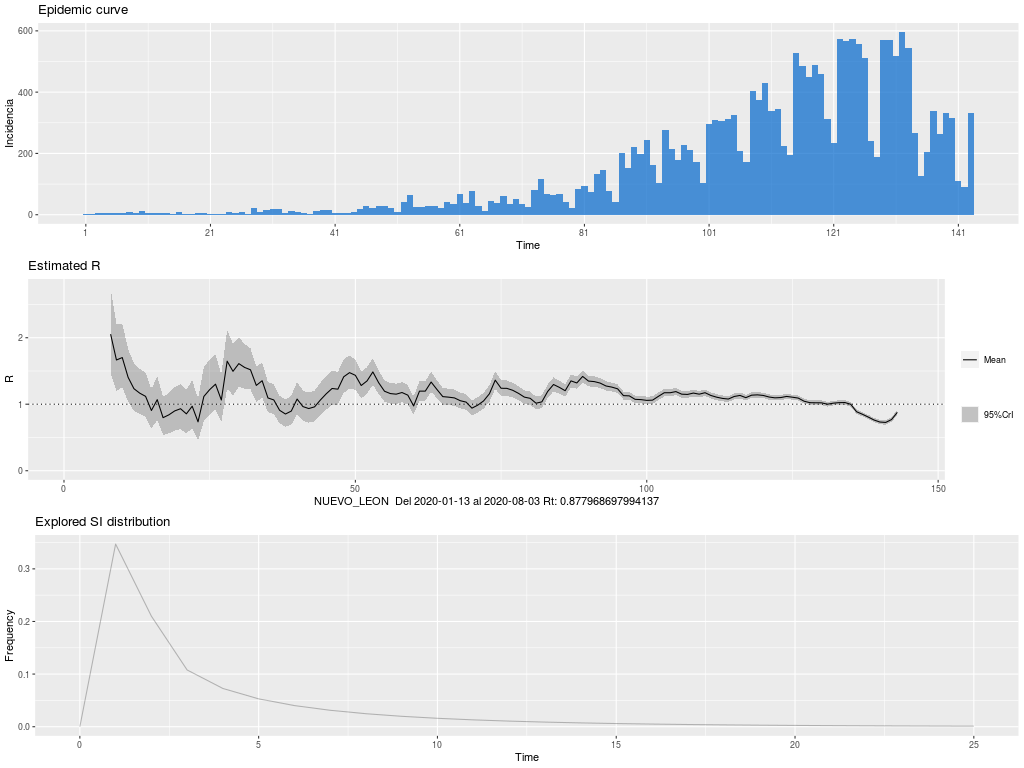 Epidemic curve
600
400
200
0
Incidencia
1 21 41 61 81 101 121 141
Time
Estimated R
2
1
0
R
0 50 100 150
NUEVO_LEON Del 2020-01-13 al 2020-08-03 Rt: 0.877968697994137
Mean
95%CrI
Explored SI distribution
0.3
0.2
0.1
0.0
Frequency
0 5 10 15 20 25
Time